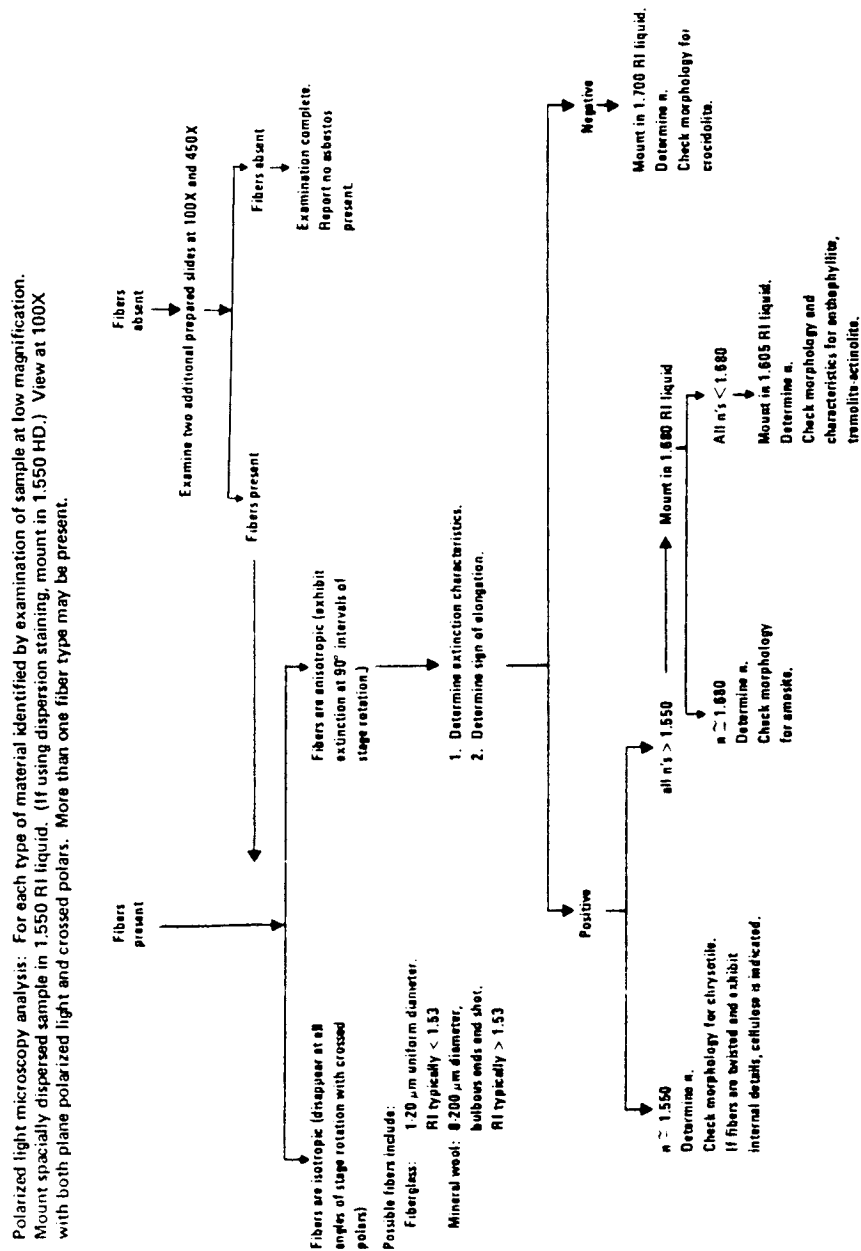 Polarized light microscopy analysis: For each type of material identified by examination of sample at low magnification.
Mount spacially dispersed sample in 1.550 RI liquid. (If using dispersion staining, mount in 1.550 HD.) View at 100X
with both plane polarized light and crossed polars. More than one fiber type may be present.
Fibers
present
Fibers
absent
Examine two additional prepared slides at 100X and 450X
Fibers present
Fibers absent
Examination complete.
Report no asbestos
present.
Fibers are isotropic (disappear at all
angles of stage rotation with crossed
polars)
Possible fibers include:
Fiberglass: 1-20 μm uniform diameter.
RI typically < 1.53
Mineral wool: 8-200 μm diameter,
bulbous ends and shot.
RI typically > 1.53
Fibers are anisotropic (exhibit
extinction at 90° intervals of
stage rotation.)
1. Determine extinction characteristics.
2. Determine sign of elongation.
Positive
Negative
n ≃ 1.550
Determine n.
Check morphology for chrysotile.
If fibers are twisted and exhibit
internal details, cellulose is indicated.
all n's > 1.550
Mount in 1.680 RI liquid
n ≃ 1.680
Determine n.
Check morphology
for amosite.
All n's < 1.680
Mount in 1.605 RI liquid.
Determine n.
Check morphology and
characteristics for anthophyllite,
tremolite-actinolite.
Mount in 1.700 RI liquid.
Determine n.
Check morphology for
crocidolite.